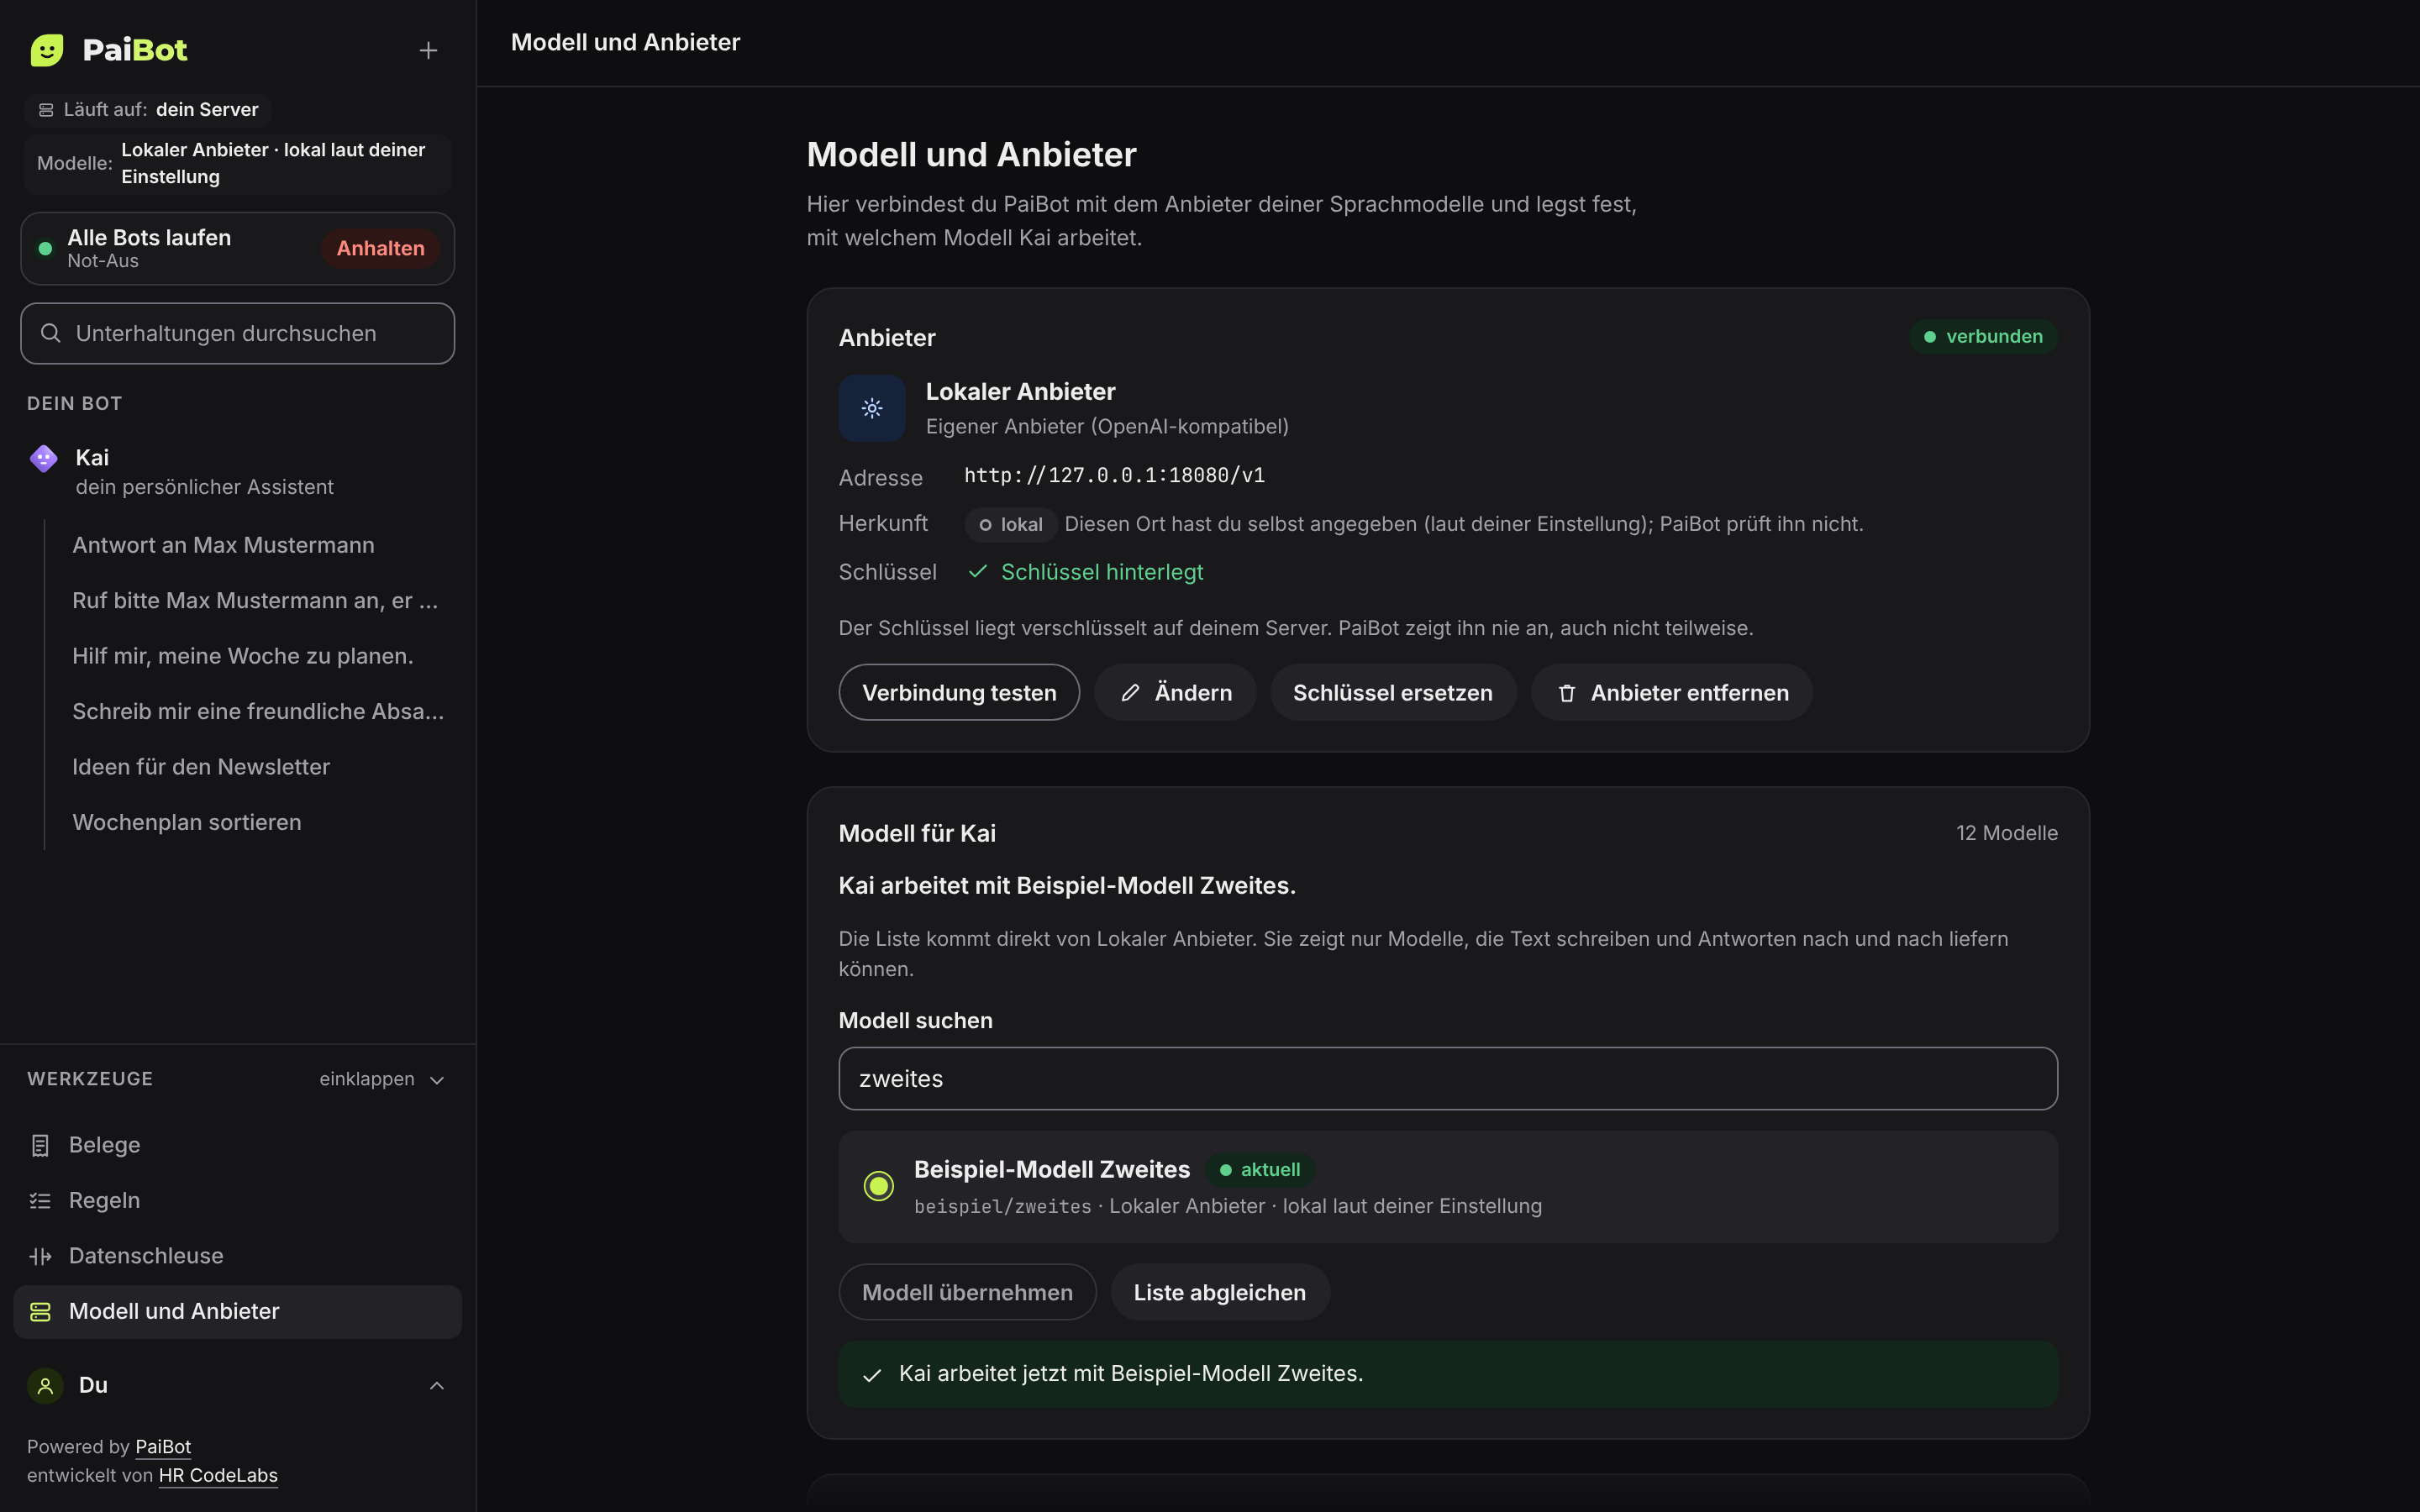 PaiBot
Läuft auf: dein Server
Modelle: Lokaler Anbieter · lokal laut deiner
Einstellung
Alle Bots laufen
Not-Aus
Anhalten
Unterhaltungen durchsuchen
DEIN BOT
Kai
dein persönlicher Assistent
Antwort an Max Mustermann
Ruf bitte Max Mustermann an, er ...
Hilf mir, meine Woche zu planen.
Schreib mir eine freundliche Absa...
Ideen für den Newsletter
Wochenplan sortieren
WERKZEUGE
einklappen
Belege
Regeln
Datenschleuse
Modell und Anbieter
Du
Powered by PaiBot
entwickelt von HR CodeLabs
Modell und Anbieter
Modell und Anbieter
Hier verbindest du PaiBot mit dem Anbieter deiner Sprachmodelle und legst fest,
mit welchem Modell Kai arbeitet.
Anbieter
verbunden
Lokaler Anbieter
Eigener Anbieter (OpenAI-kompatibel)
Adresse http://127.0.0.1:18080/v1
Herkunft lokal Diesen Ort hast du selbst angegeben (laut deiner Einstellung); PaiBot prüft ihn nicht.
Schlüssel Schlüssel hinterlegt
Der Schlüssel liegt verschlüsselt auf deinem Server. PaiBot zeigt ihn nie an, auch nicht teilweise.
Verbindung testen Ändern Schlüssel ersetzen Anbieter entfernen
Modell für Kai
12 Modelle
Kai arbeitet mit Beispiel-Modell Zweites.
Die Liste kommt direkt von Lokaler Anbieter. Sie zeigt nur Modelle, die Text schreiben und Antworten nach und nach liefern
können.
Modell suchen
zweites
Beispiel-Modell Zweites aktuell
beispiel/zweites · Lokaler Anbieter · lokal laut deiner Einstellung
Modell übernehmen Liste abgleichen
Kai arbeitet jetzt mit Beispiel-Modell Zweites.